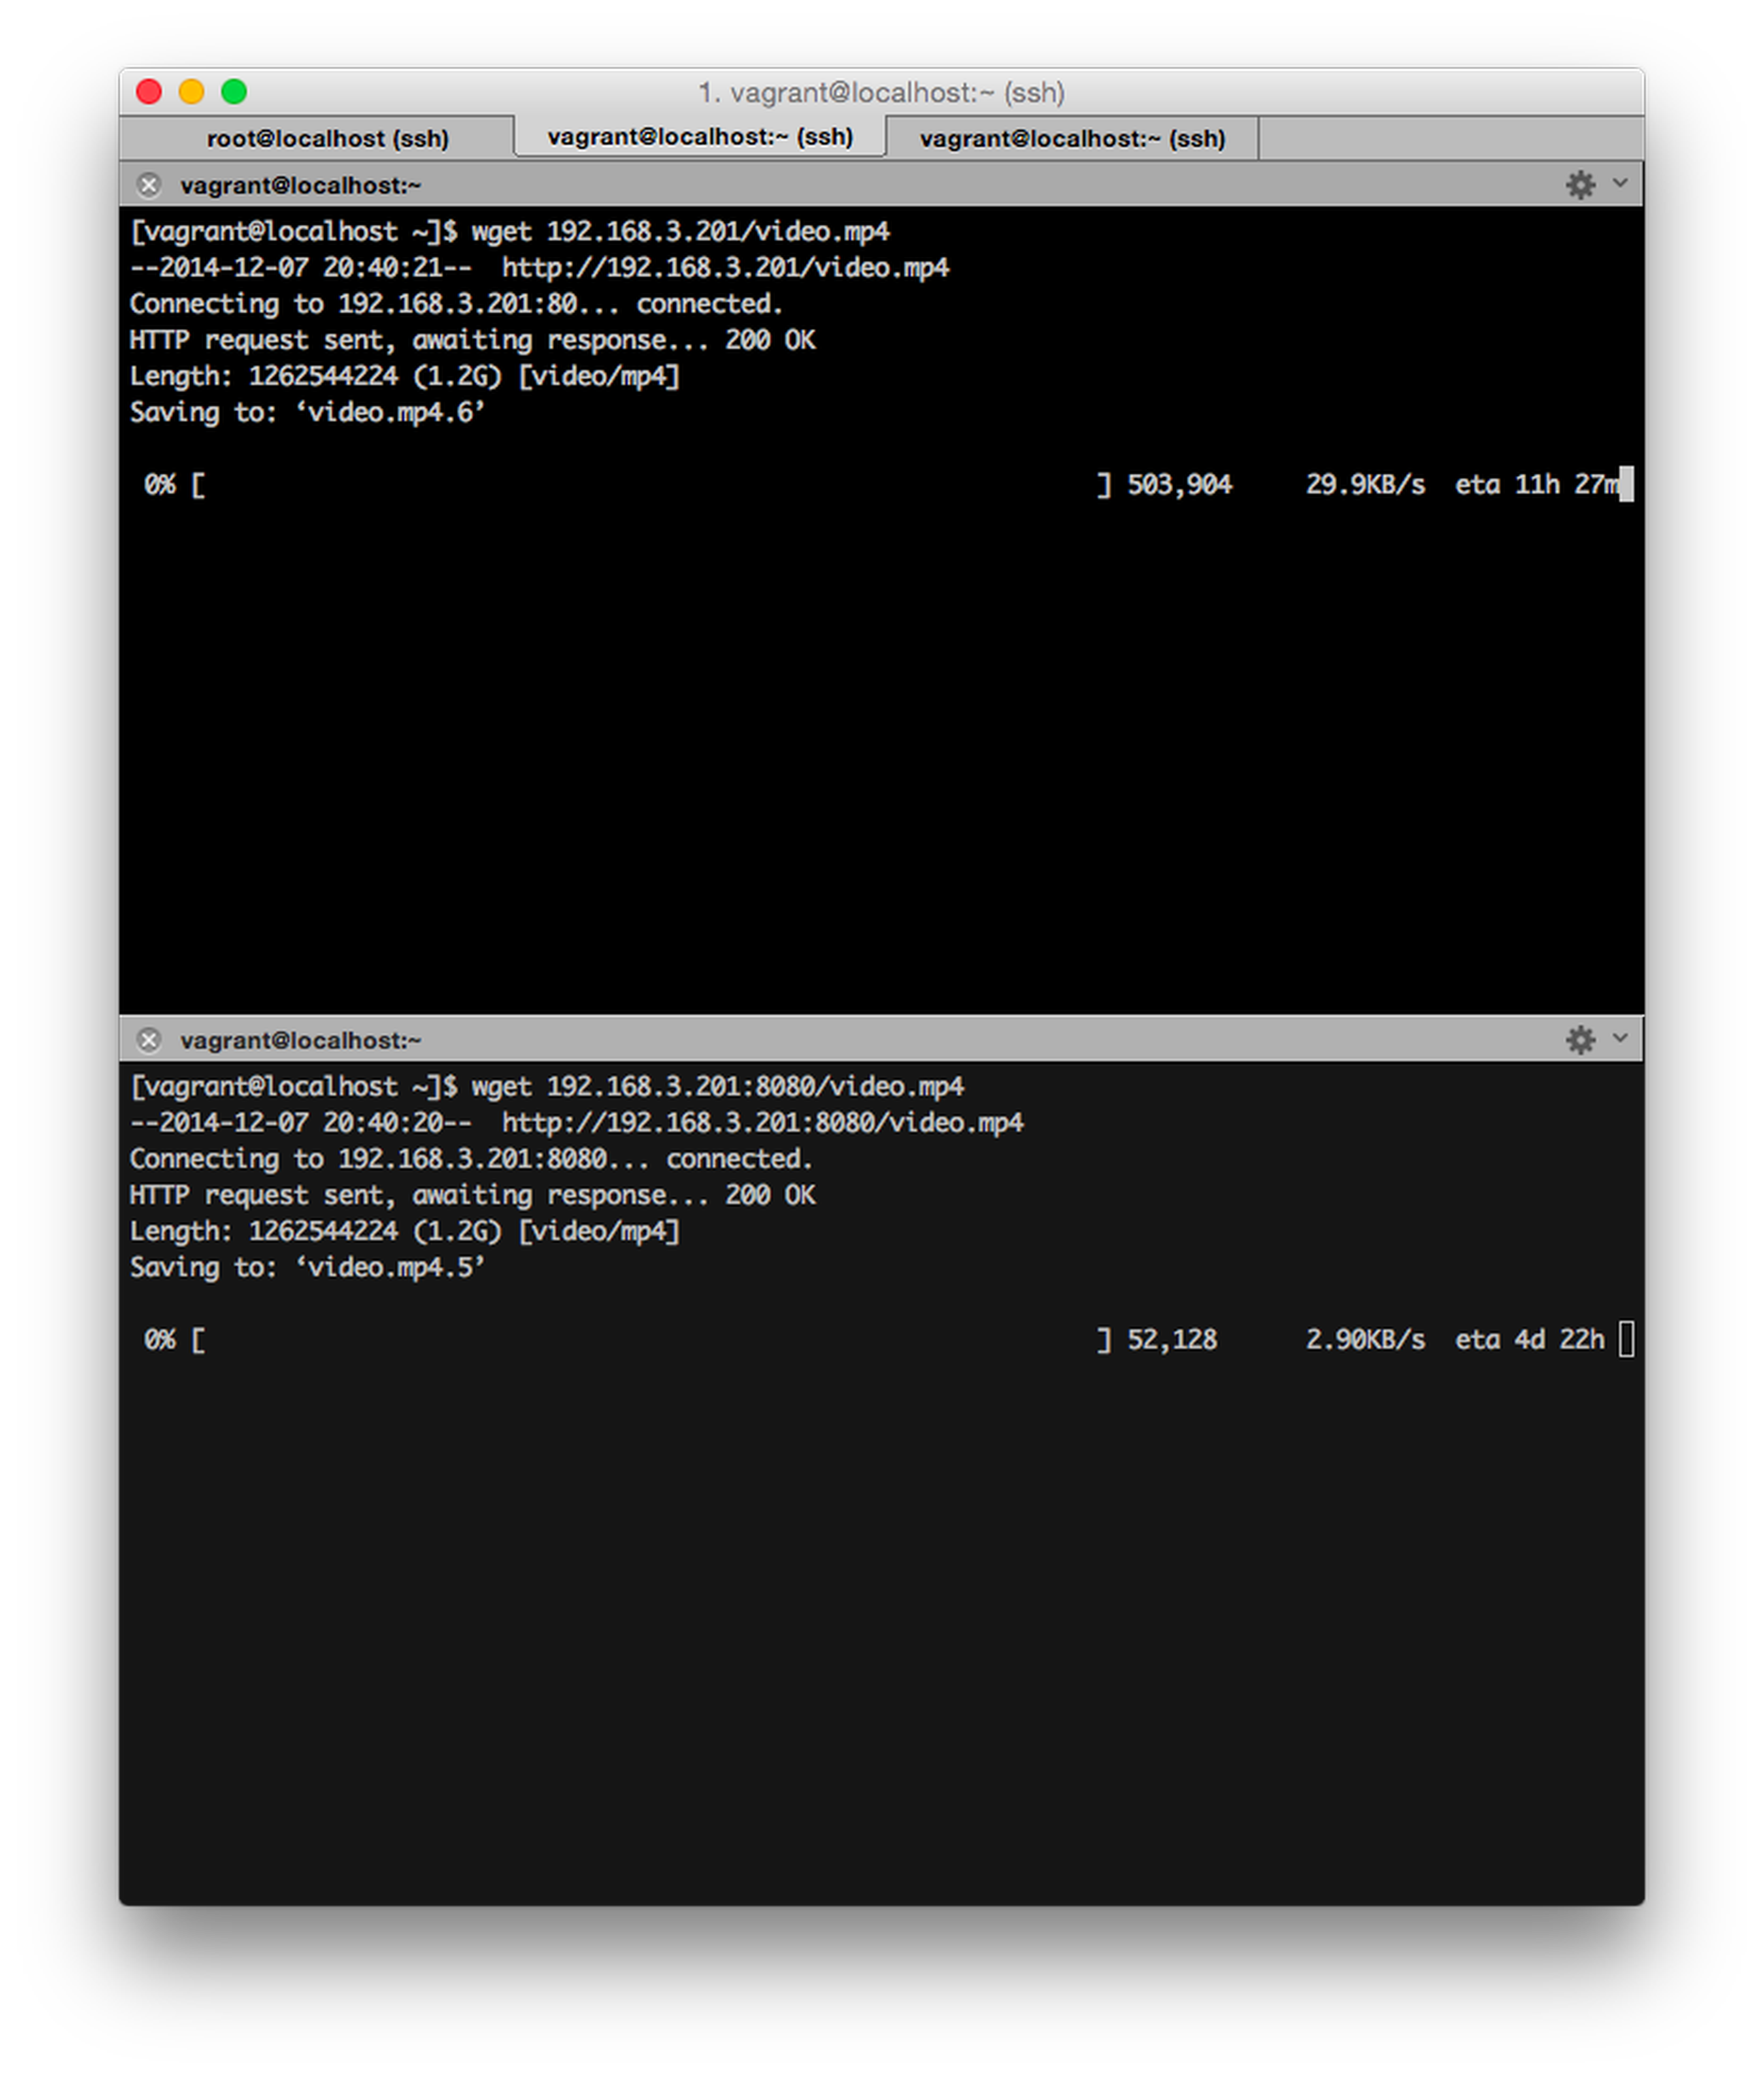 1. vagrant@localhost:~ (ssh)
root@localhost (ssh) vagrant@localhost:~ (ssh) vagrant@localhost:~ (ssh)
vagrant@localhost:~
[vagrant@localhost ~]$ wget 192.168.3.201/video.mp4
--2014-12-07 20:40:21--  http://192.168.3.201/video.mp4
Connecting to 192.168.3.201:80... connected.
HTTP request sent, awaiting response... 200 OK
Length: 1262544224 (1.2G) [video/mp4]
Saving to: ‘video.mp4.6’
0% [ ] 503,904 29.9KB/s eta 11h 27m
vagrant@localhost:~
[vagrant@localhost ~]$ wget 192.168.3.201:8080/video.mp4
--2014-12-07 20:40:20--  http://192.168.3.201:8080/video.mp4
Connecting to 192.168.3.201:8080... connected.
HTTP request sent, awaiting response... 200 OK
Length: 1262544224 (1.2G) [video/mp4]
Saving to: ‘video.mp4.5’
0% [ ] 52,128 2.90KB/s eta 4d 22h